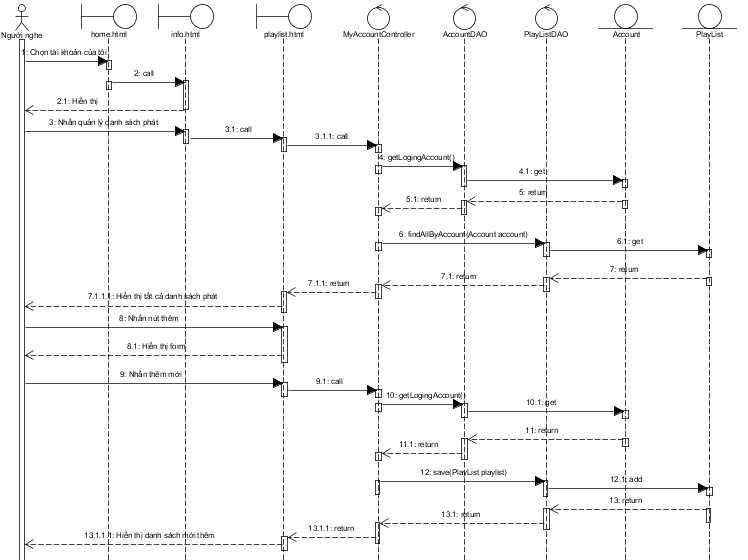 Người nghe
home.html
info.html
playlist.html
MyAccountController
AccountDAO
PlayListDAO
Account
PlayList
1: Chọn tài khoản của tôi
2: call
2.1: Hiển thị
3: Nhấn quản lý danh sách phát
3.1: call
3.1.1: call
4: getLogingAccount()
4.1: get
5: return
5.1: return
6: findAllByAccount(Account account)
6.1: get
7: return
7.1: return
7.1.1: return
7.1.1.1: Hiển thị tất cả danh sách phát
8: Nhấn nút thêm
8.1: Hiển thị form
9: Nhấn thêm mới
9.1: call
10: getLogingAccount()
10.1: get
11: return
11.1: return
12: save(PlayList playlist)
12.1: add
13: return
13.1: return
13.1.1: return
13.1.1.1: Hiển thị danh sách mới thêm